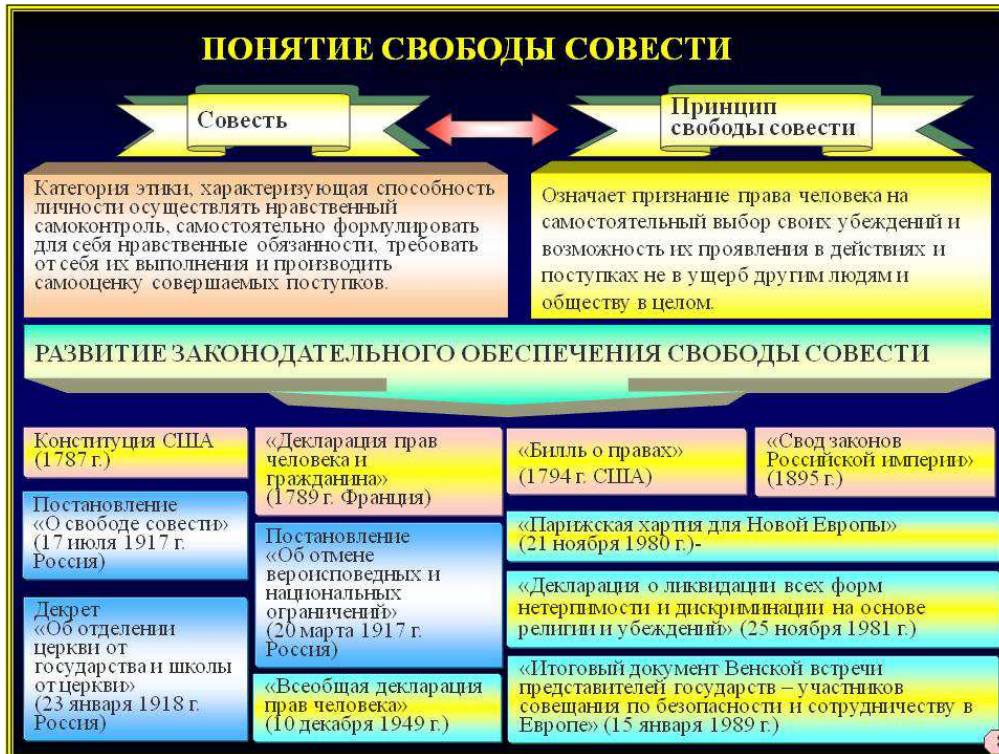 ПОНЯТИЕ СВОБОДЫ СОВЕСТИ
Совесть
Принцип
свободы совести
Категория этики, характеризующая способность
личности осуществлять нравственный
самоконтроль, самостоятельно формулировать
для себя нравственные обязанности, требовать
от себя их выполнения и производить
самооценку совершаемых поступков.
Означает признание права человека на
самостоятельный выбор своих убеждений и
возможность их проявления в действиях и
поступках не в ущерб другим людям и
обществу в целом.
РАЗВИТИЕ ЗАКОНОДАТЕЛЬНОГО ОБЕСПЕЧЕНИЯ СВОБОДЫ СОВЕСТИ
Конституция США
(1787 г.)
«Декларация прав
человека и
гражданина»
(1789 г. Франция)
«Билль о правах»
(1794 г. США)
«Свод законов
Российской империи»
(1895 г.)
Постановление
«О свободе совести»
(17 июля 1917 г.
Россия)
Постановление
«Об отмене
вероисповедных и
национальных
ограничений»
(20 марта 1917 г.
Россия)
«Парижская хартия для Новой Европы»
(21 ноября 1980 г.)-
«Декларация о ликвидации всех форм
нетерпимости и дискриминации на основе
религии и убеждений» (25 ноября 1981 г.)
Декрет
«Об отделении
церкви от
государства и школы
от церкви»
(23 января 1918 г.
Россия)
«Всеобщая декларация
прав человека»
(10 декабря 1949 г.)
«Итоговый документ Венской встречи
представителей государств – участников
совещания по безопасности и сотрудничеству в
Европе» (15 января 1989 г.)